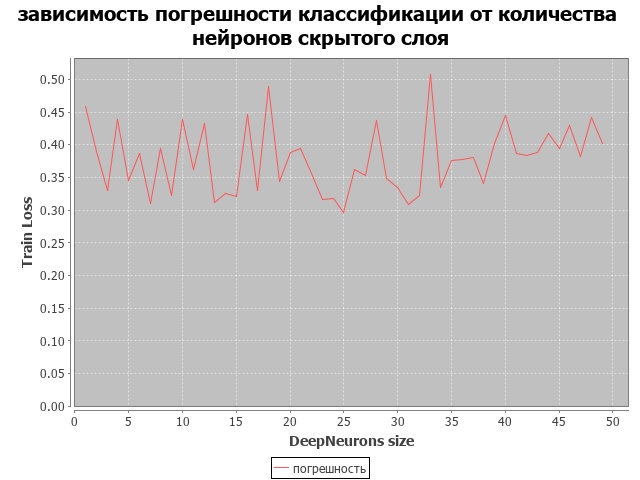 зависимость погрешности классификации от количества
нейронов скрытого слоя
0.50
0.45
0.40
0.35
0.30
0.25
0.20
0.15
0.10
0.05
0.00
Train Loss
0 5 10 15 20 25 30 35 40 45 50
DeepNeurons size
погрешность